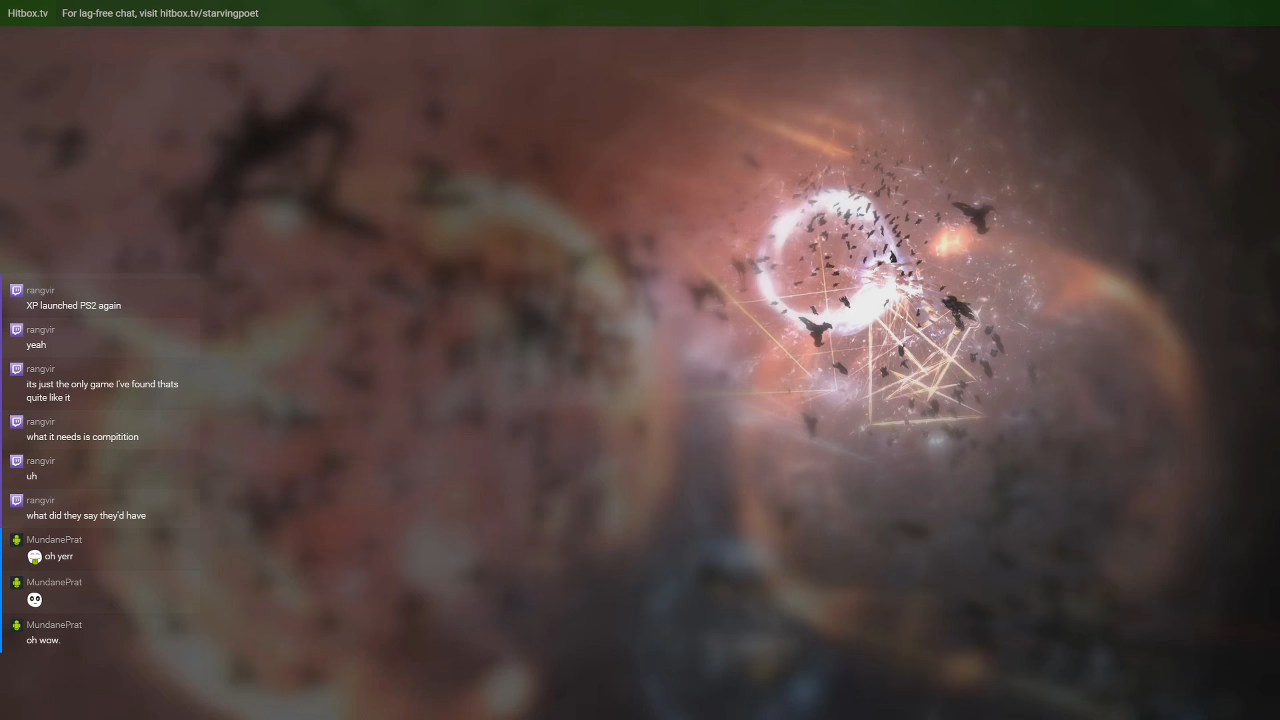 Hitbox.tv For lag-free chat, visit hitbox.tv/starvingpoet
rangvir
XP launched PS2 again
rangvir
yeah
rangvir
its just the only game I've found thats
quite like it
rangvir
what it needs is compitition
rangvir
uh
rangvir
what did they say they'd have
MundanePrat
oh yerr
MundanePrat
MundanePrat
oh wow.